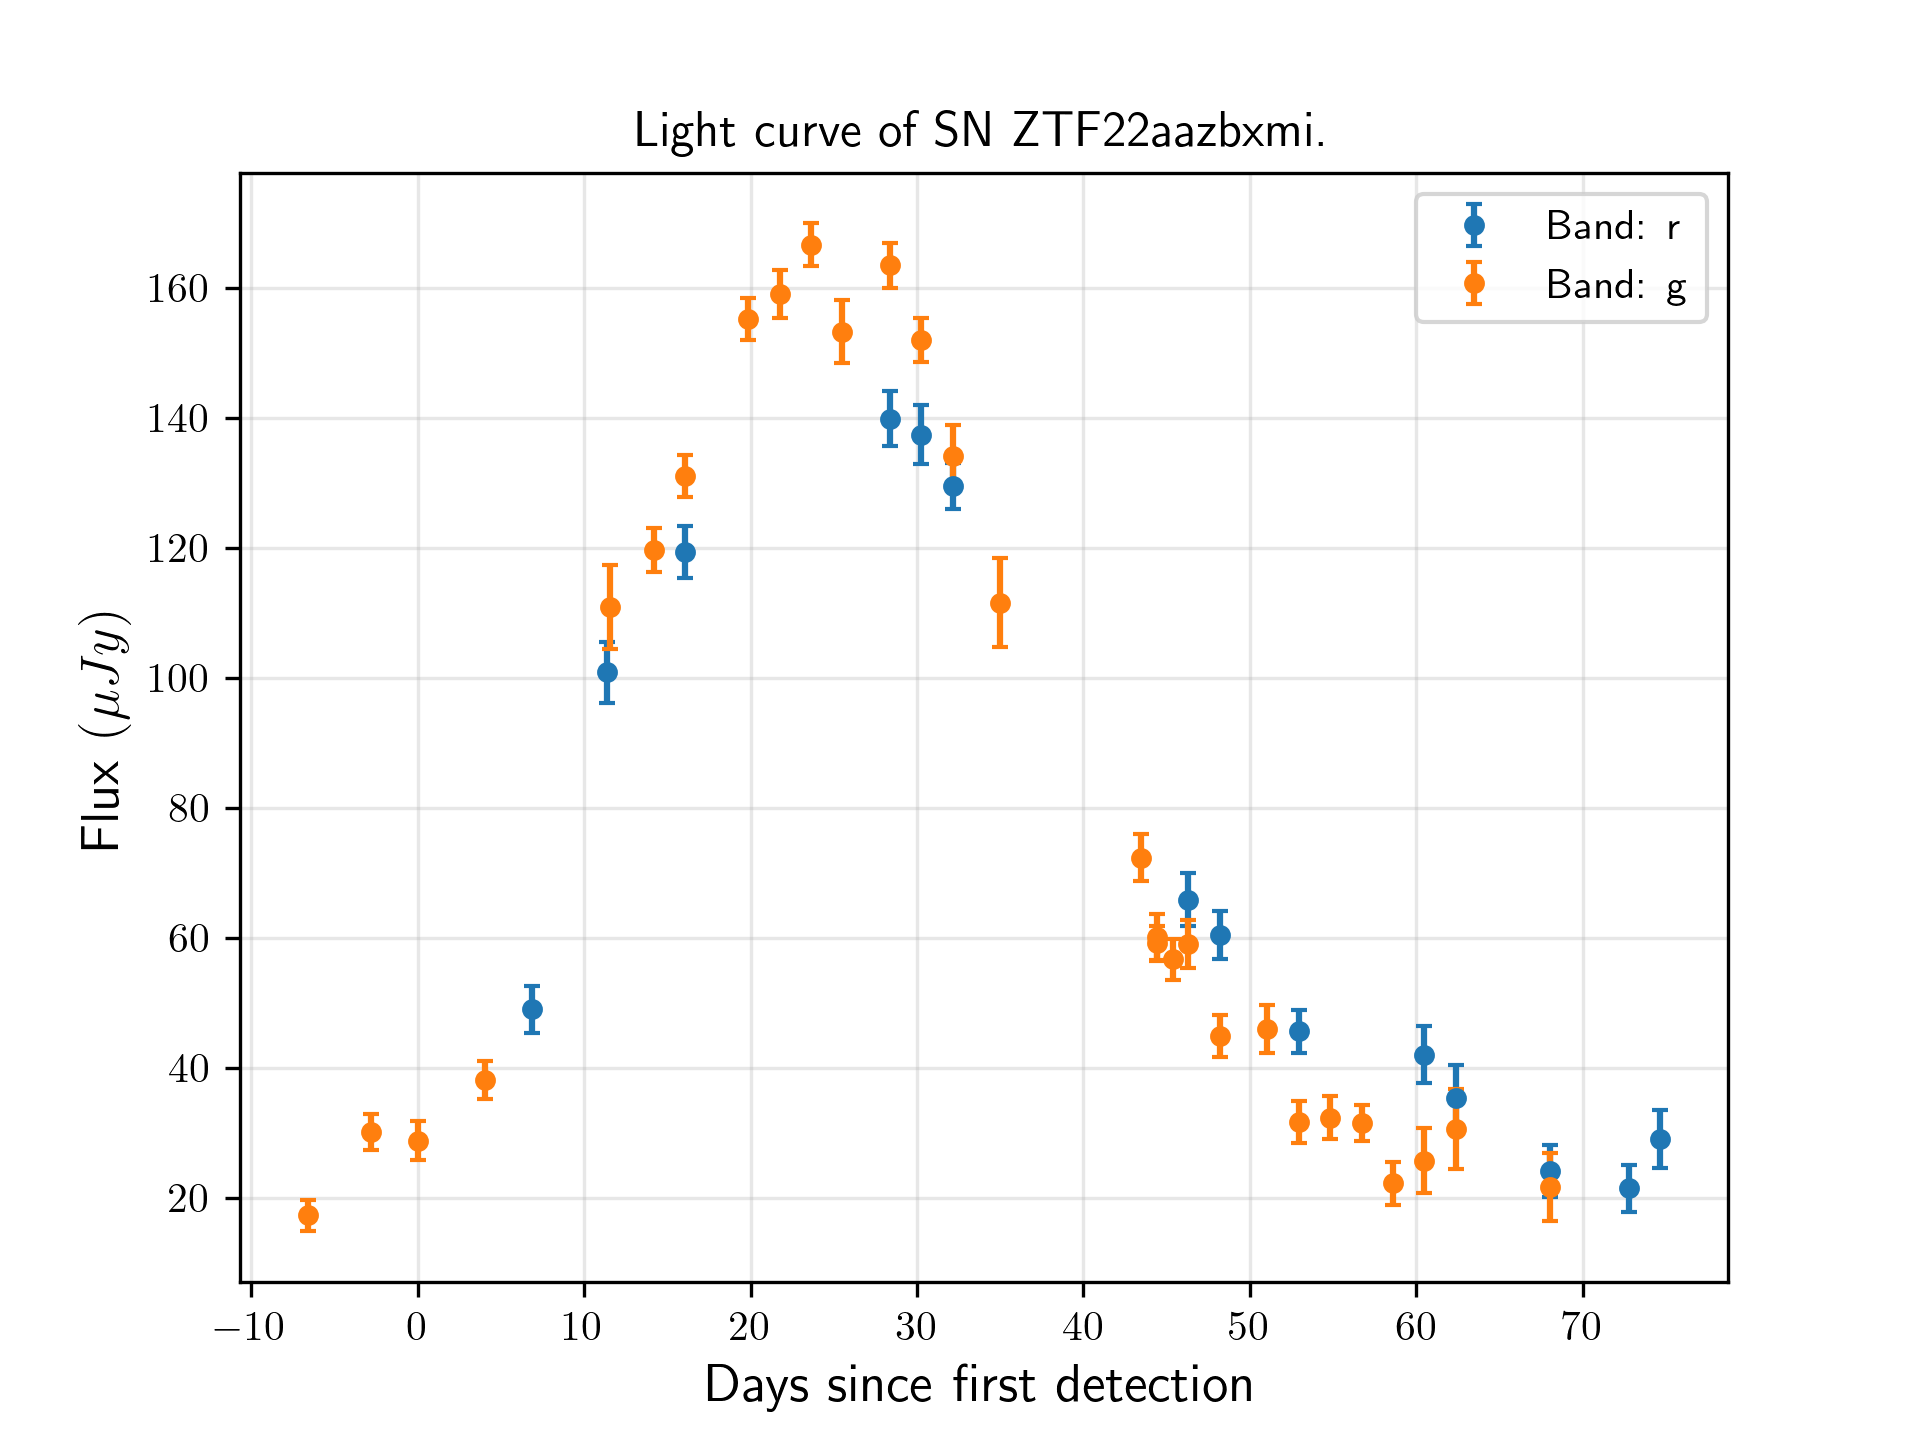 Light curve of SN ZTF22aazbxmi.
Band: r
Band: g
Flux (μJy)
160
140
120
100
80
60
40
20
−10 0 10 20 30 40 50 60 70
Days since first detection